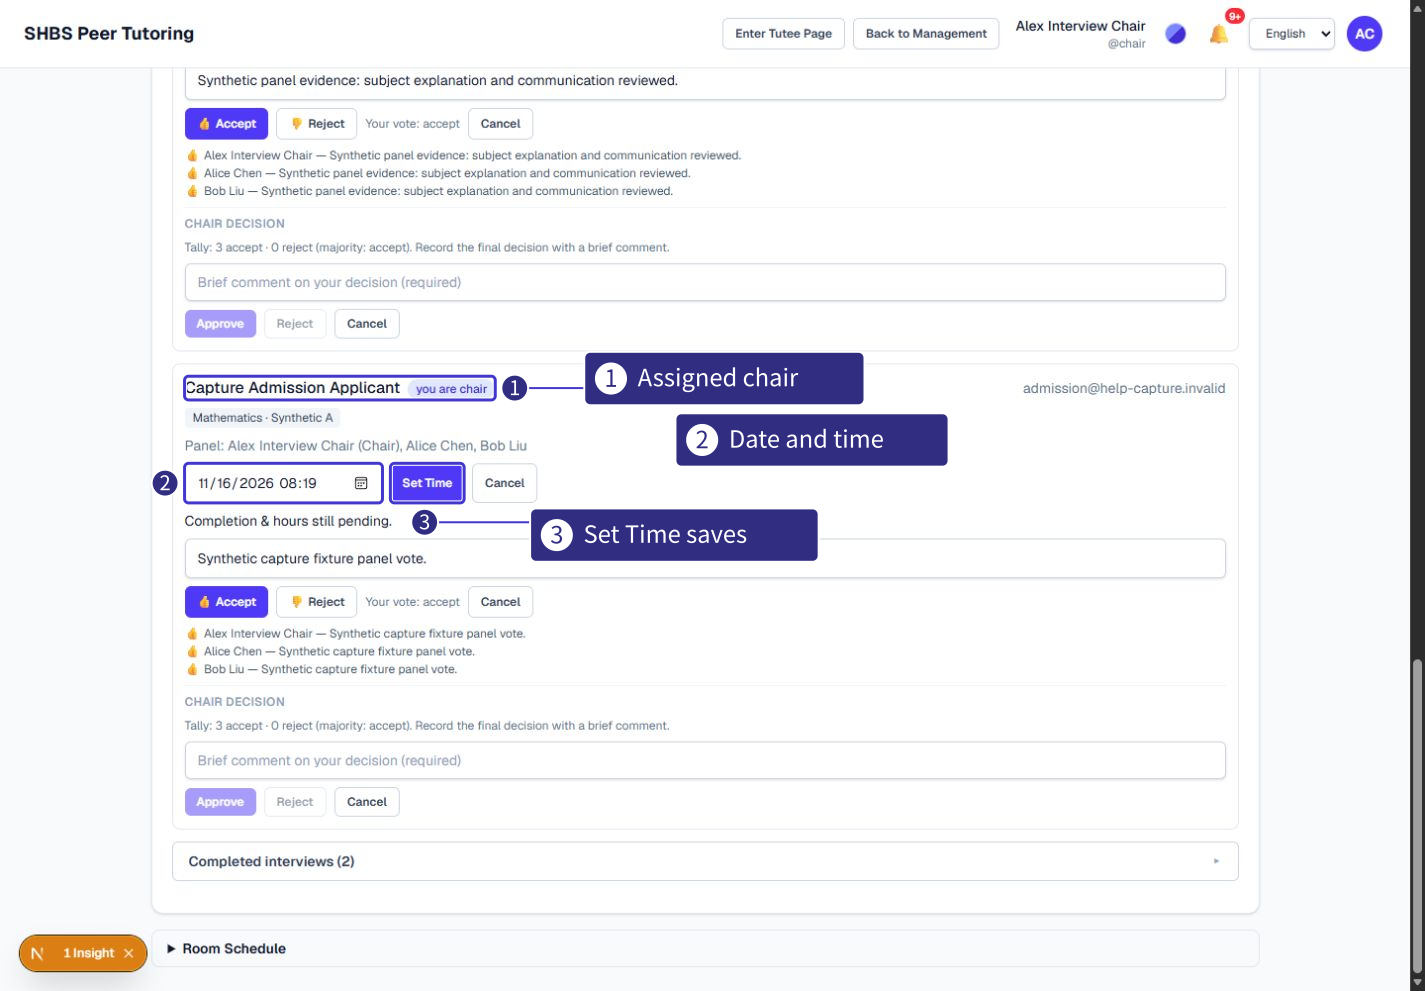 SHBS Peer Tutoring
Enter Tutee Page
Back to Management
Alex Interview Chair
@chair
9+
English
AC
Synthetic panel evidence: subject explanation and communication reviewed.
👍 Accept
👎 Reject
Your vote: accept
Cancel
👍 Alex Interview Chair — Synthetic panel evidence: subject explanation and communication reviewed.
👍 Alice Chen — Synthetic panel evidence: subject explanation and communication reviewed.
👍 Bob Liu — Synthetic panel evidence: subject explanation and communication reviewed.
CHAIR DECISION
Tally: 3 accept · 0 reject (majority: accept). Record the final decision with a brief comment.
Brief comment on your decision (required)
Approve
Reject
Cancel
Capture Admission Applicant
you are chair
1
1 Assigned chair
admission@help-capture.invalid
Mathematics · Synthetic A
2 Date and time
Panel: Alex Interview Chair (Chair), Alice Chen, Bob Liu
2
11/16/2026 08:19
Set Time
Cancel
Completion & hours still pending.
3
3 Set Time saves
Synthetic capture fixture panel vote.
👍 Accept
👎 Reject
Your vote: accept
Cancel
👍 Alex Interview Chair — Synthetic capture fixture panel vote.
👍 Alice Chen — Synthetic capture fixture panel vote.
👍 Bob Liu — Synthetic capture fixture panel vote.
CHAIR DECISION
Tally: 3 accept · 0 reject (majority: accept). Record the final decision with a brief comment.
Brief comment on your decision (required)
Approve
Reject
Cancel
Completed interviews (2)
Room Schedule
N 1 Insight ×